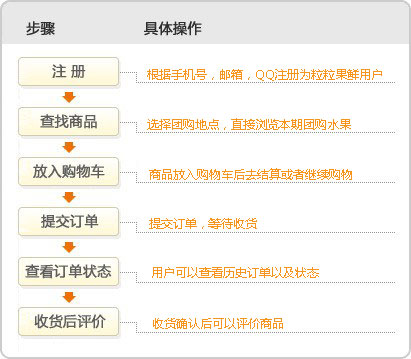 步骤 具体操作
注 册 根据手机号，邮箱，QQ注册为粒粒果鲜用户
查找商品 选择团购地点，直接浏览本期团购水果
放入购物车 商品放入购物车后去结算或者继续购物
提交订单 提交订单，等待收货
查看订单状态 用户可以查看历史订单以及状态
收货后评价 收货确认后可以评价商品